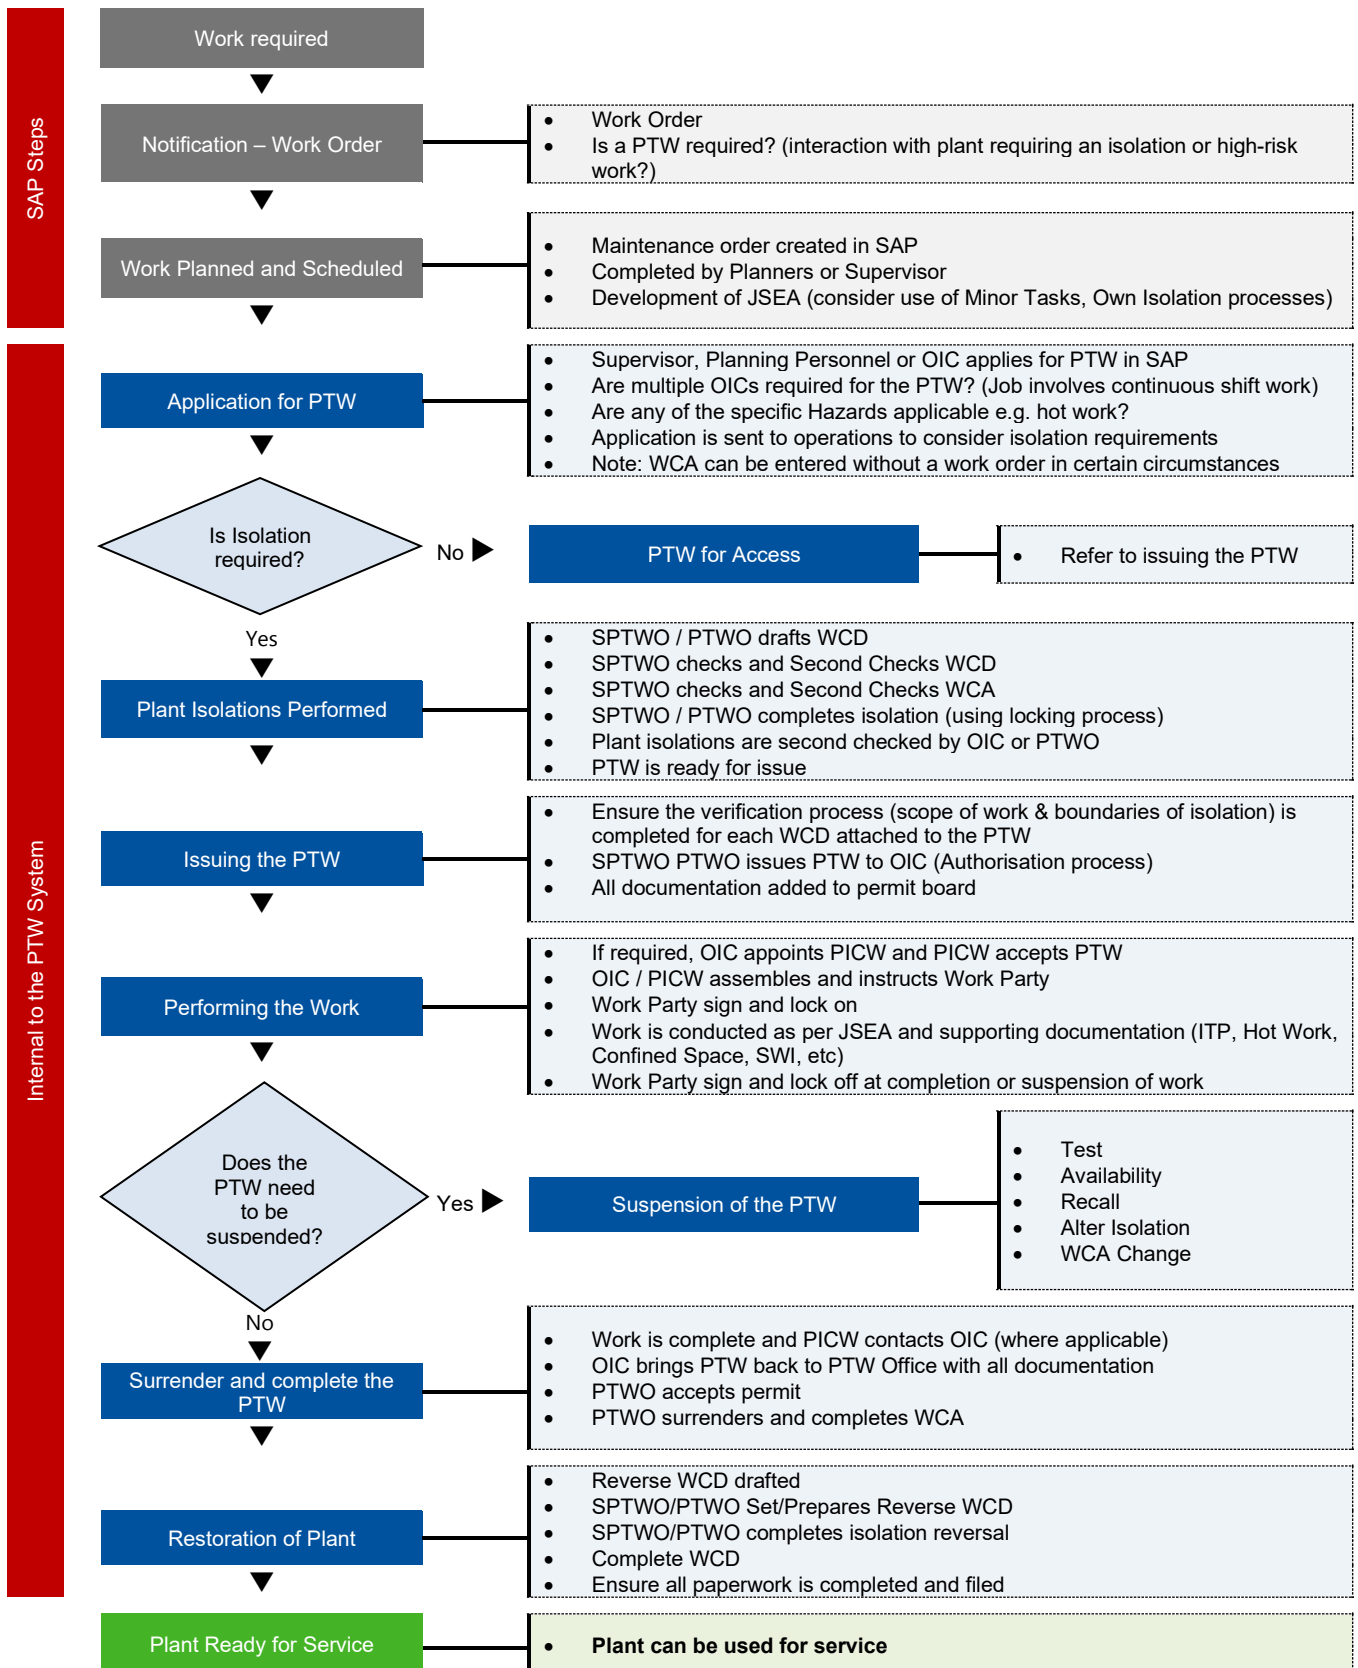 SAP Steps
Work required
Notification – Work Order
• Work Order
• Is a PTW required? (interaction with plant requiring an isolation or high-risk
work?)
Work Planned and Scheduled
• Maintenance order created in SAP
• Completed by Planners or Supervisor
• Development of JSEA (consider use of Minor Tasks, Own Isolation processes)
Internal to the PTW System
Application for PTW
• Supervisor, Planning Personnel or OIC applies for PTW in SAP
• Are multiple OICs required for the PTW? (Job involves continuous shift work)
• Are any of the specific Hazards applicable e.g. hot work?
• Application is sent to operations to consider isolation requirements
• Note: WCA can be entered without a work order in certain circumstances
Is Isolation
required?
No
PTW for Access
• Refer to issuing the PTW
Yes
Plant Isolations Performed
• SPTWO / PTWO drafts WCD
• SPTWO checks and Second Checks WCD
• SPTWO checks and Second Checks WCA
• SPTWO / PTWO completes isolation (using locking process)
• Plant isolations are second checked by OIC or PTWO
• PTW is ready for issue
Issuing the PTW
• Ensure the verification process (scope of work & boundaries of isolation) is
completed for each WCD attached to the PTW
• SPTWO PTWO issues PTW to OIC (Authorisation process)
• All documentation added to permit board
Performing the Work
• If required, OIC appoints PICW and PICW accepts PTW
• OIC / PICW assembles and instructs Work Party
• Work Party sign and lock on
• Work is conducted as per JSEA and supporting documentation (ITP, Hot Work,
Confined Space, SWI, etc)
• Work Party sign and lock off at completion or suspension of work
Does the
PTW need
to be
suspended?
Yes
Suspension of the PTW
• Test
• Availability
• Recall
• Alter Isolation
• WCA Change
No
Surrender and complete the
PTW
• Work is complete and PICW contacts OIC (where applicable)
• OIC brings PTW back to PTW Office with all documentation
• PTWO accepts permit
• PTWO surrenders and completes WCA
Restoration of Plant
• Reverse WCD drafted
• SPTWO/PTWO Set/Prepares Reverse WCD
• SPTWO/PTWO completes isolation reversal
• Complete WCD
• Ensure all paperwork is completed and filed
Plant Ready for Service
• Plant can be used for service